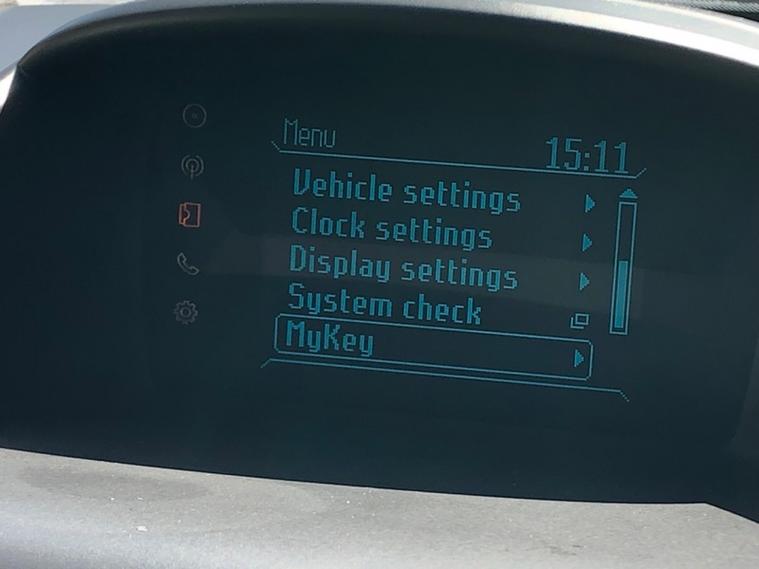 Menu
15:11
Vehicle settings
Clock settings
Display settings
System check
MyKey